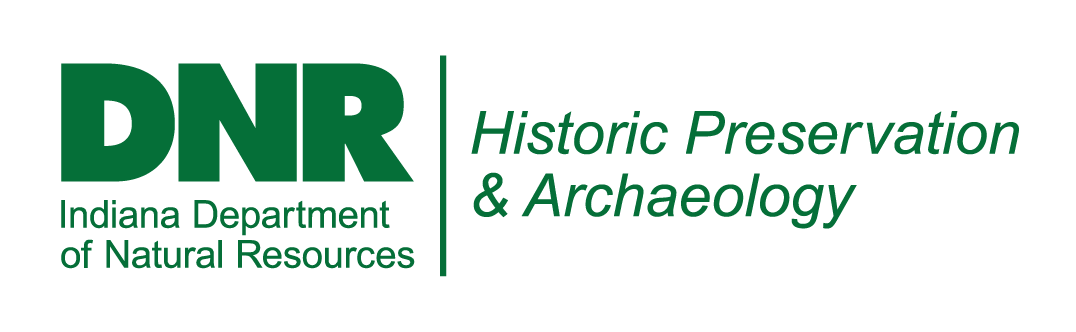 DNR
Indiana Department
of Natural Resources
Historic Preservation
& Archaeology